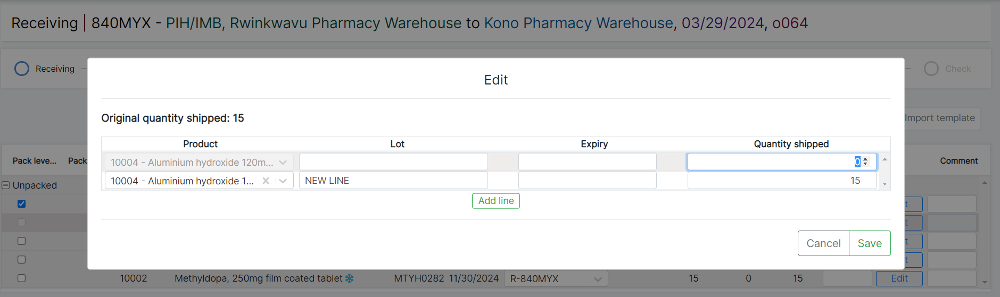 Receiving | 840MYX - PIH/IMB, Rwinkwavu Pharmacy Warehouse to Kono Pharmacy Warehouse, 03/29/2024, o064
Receiving
Check
Edit
Original quantity shipped: 15
Import template
Product Lot Expiry Quantity shipped
Pack leve... Pack Comment
10004 - Aluminium hydroxide 120m... 0
10004 - Aluminium hydroxide 1... NEW LINE 15
Unpacked
Add line
t
t
t
t
Cancel Save
10002 Methyldopa, 250mg film coated tablet MTYH0282 11/30/2024 R-840MYX 15 0 15 Edit